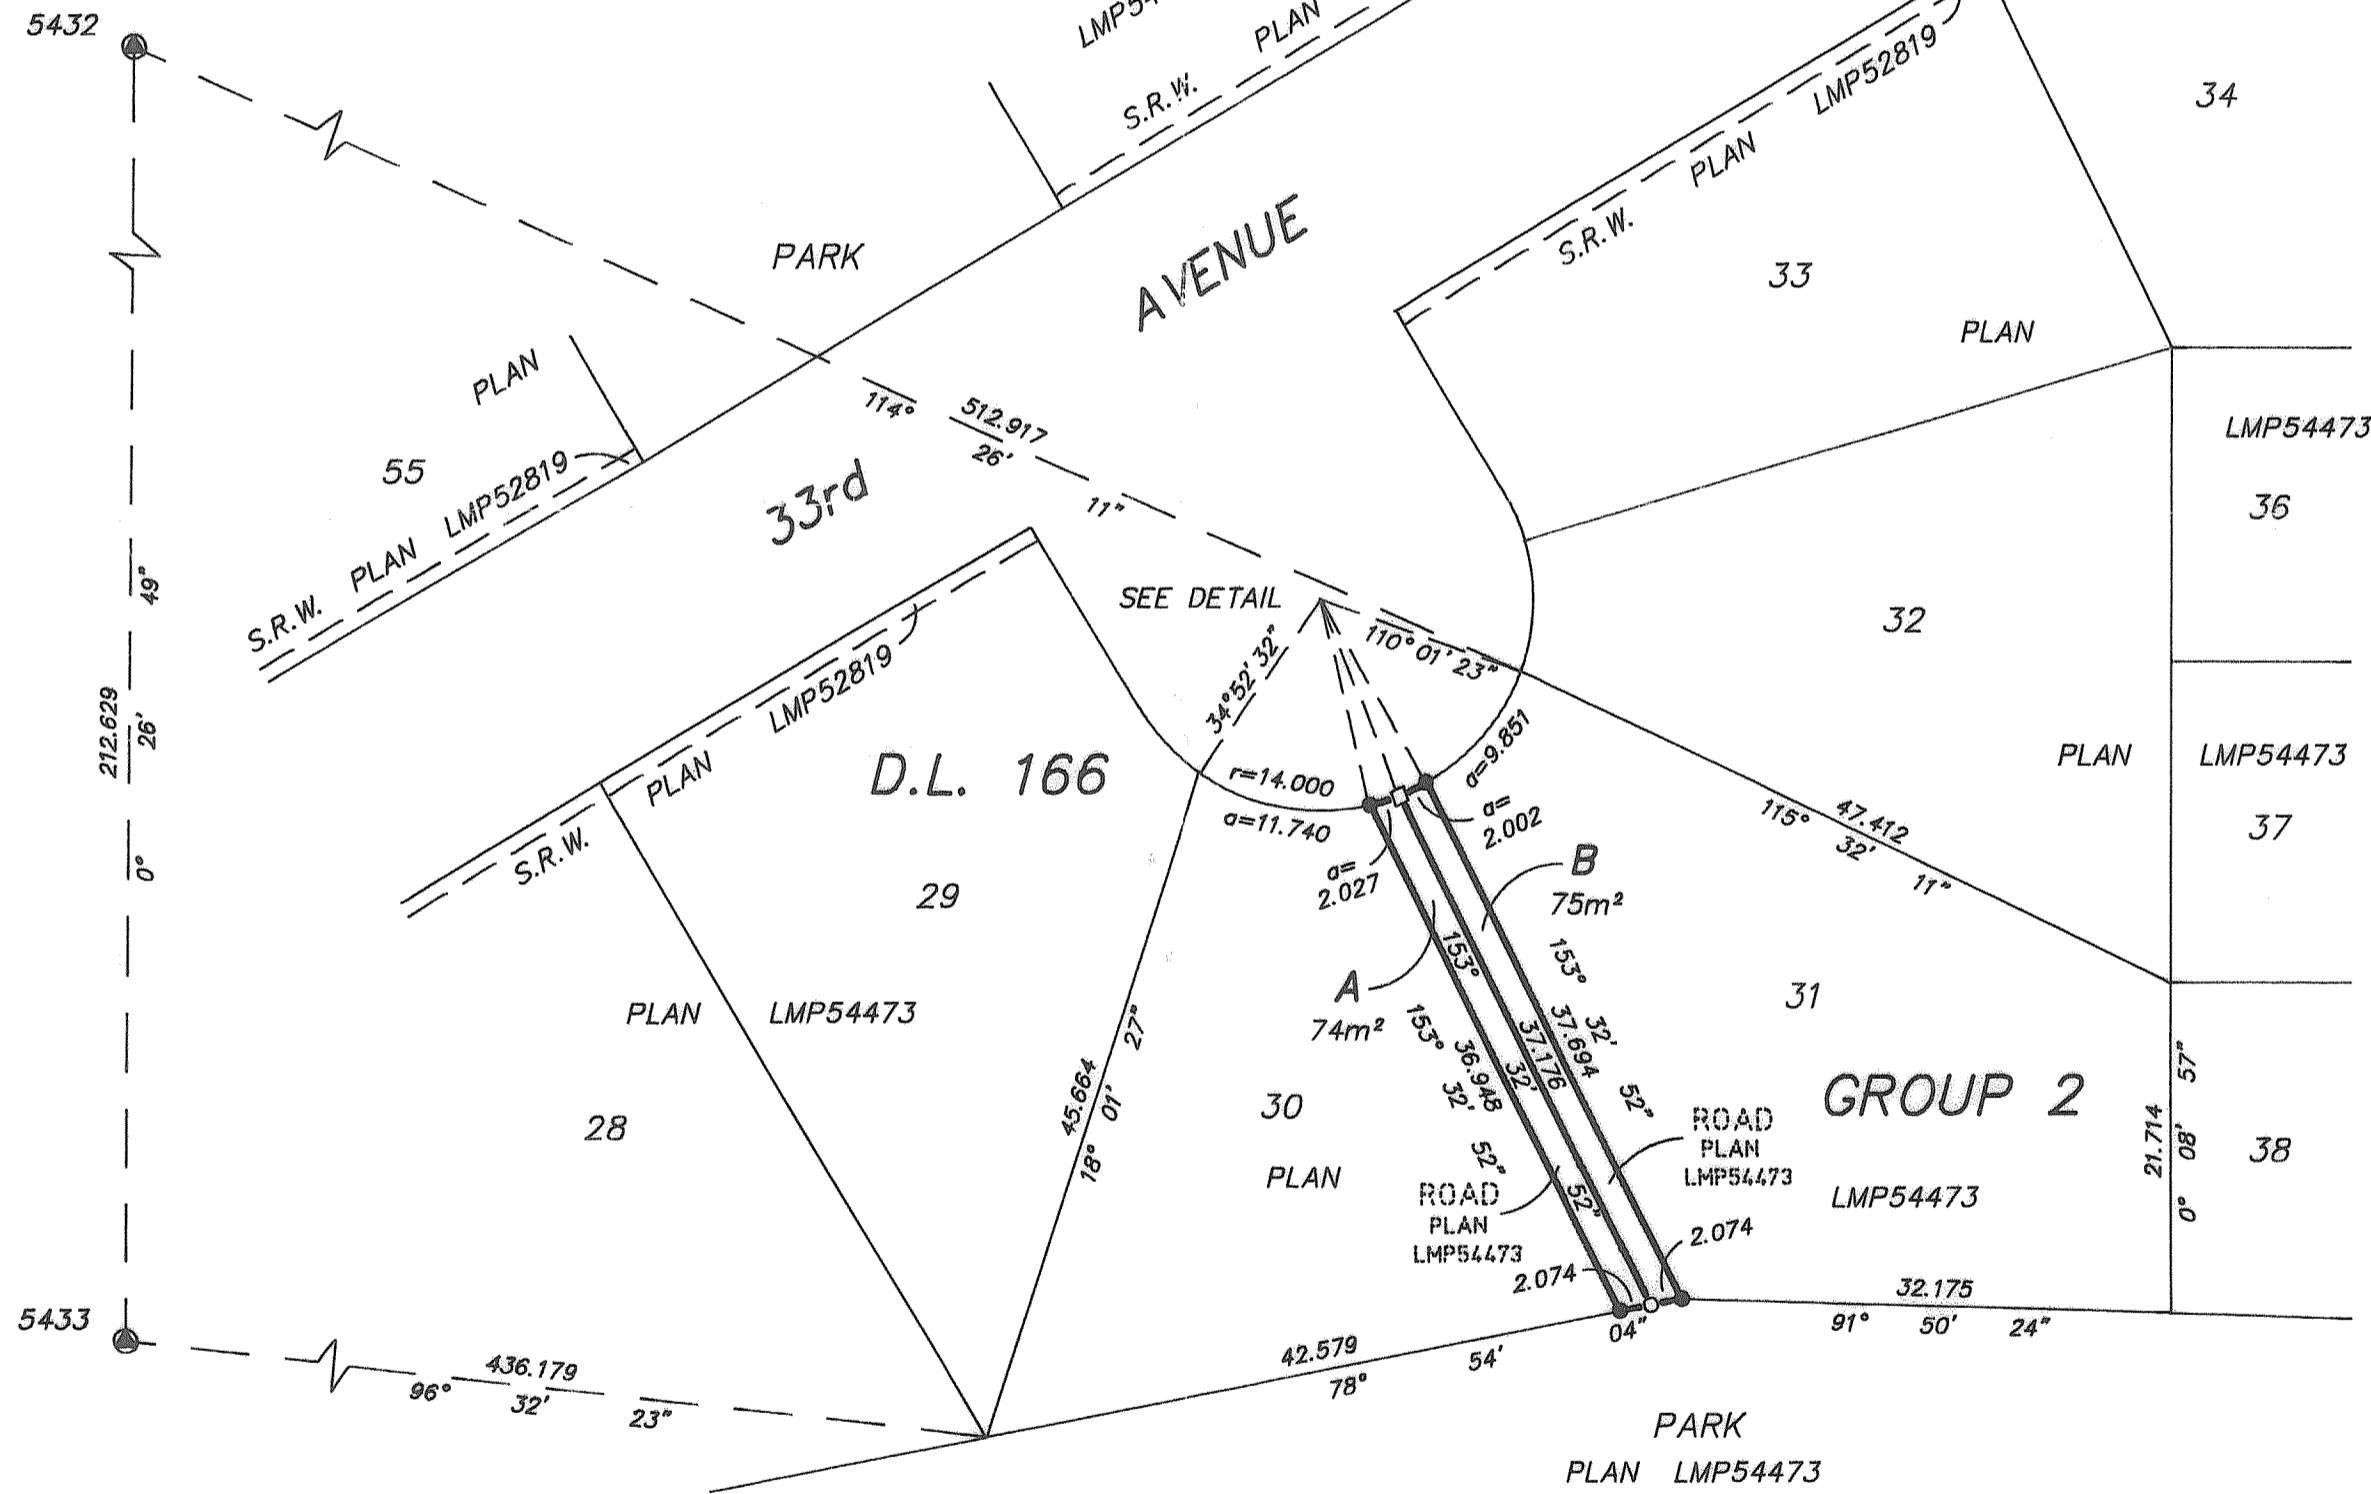 5432
LMP5
PLAN
S.R.W.
LMP52819
PLAN
S.R.W.
34
33
PLAN
PARK
AVENUE
33rd
PLAN
55
S.R.W. PLAN LMP52819
114° 26' 11"
512.917
LMP54473
36
SEE DETAIL
32
49"
26'
0°
212.629
34°52' 32"
110° 01' 23"
LMP52819
PLAN
S.R.W.
D.L. 166
r=14.000
a=11.740
a=9.851
a=
2.002
a=
2.027
PLAN LMP54473
37
47.412
115° 32' 11"
29
B
75m²
A
74m²
153° 32' 52"
37.694
153° 32' 52"
37.176
153° 32' 52"
36.948
31
PLAN LMP54473
28
45.664
18° 01' 27"
30
PLAN
GROUP 2
ROAD
PLAN
LMP54473
ROAD
PLAN
LMP54473
LMP54473
21.714
0° 08' 57"
38
2.074
2.074
32.175
91° 50' 24"
5433
436.179
96° 32' 23"
42.579
78° 54' 04"
PARK
PLAN LMP54473